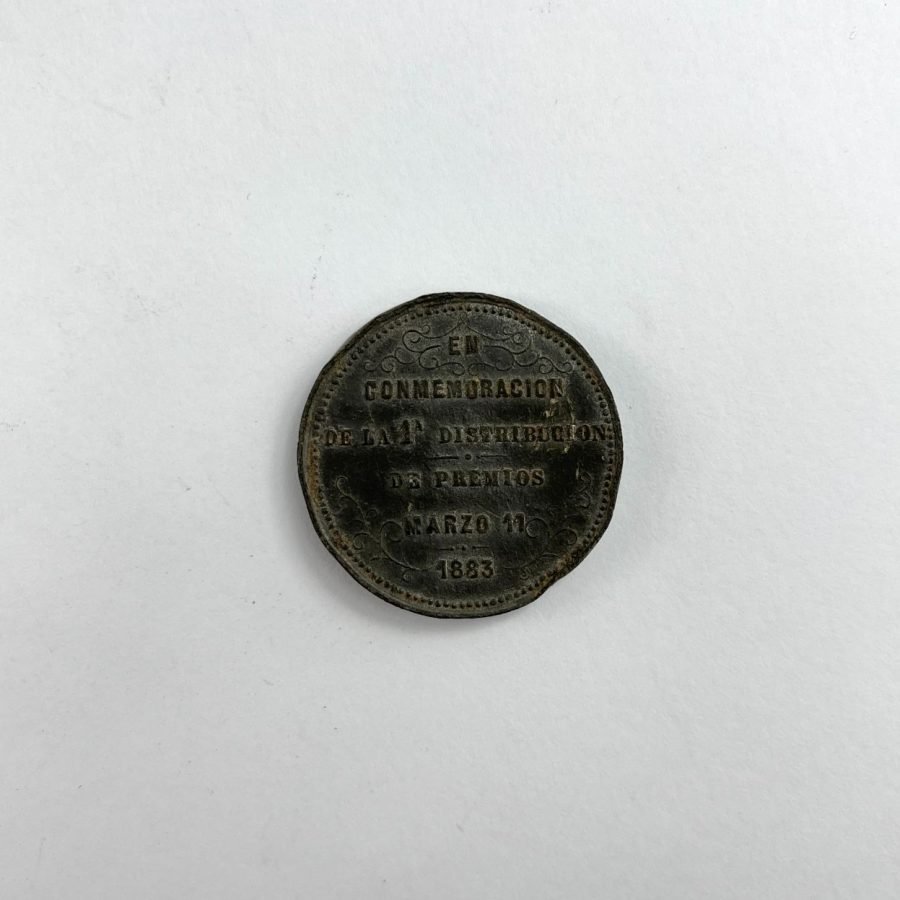 EN
CONMEMORACION
DE LA 1ª DISTRIBUCION
DE PREMIOS
MARZO 11
1883